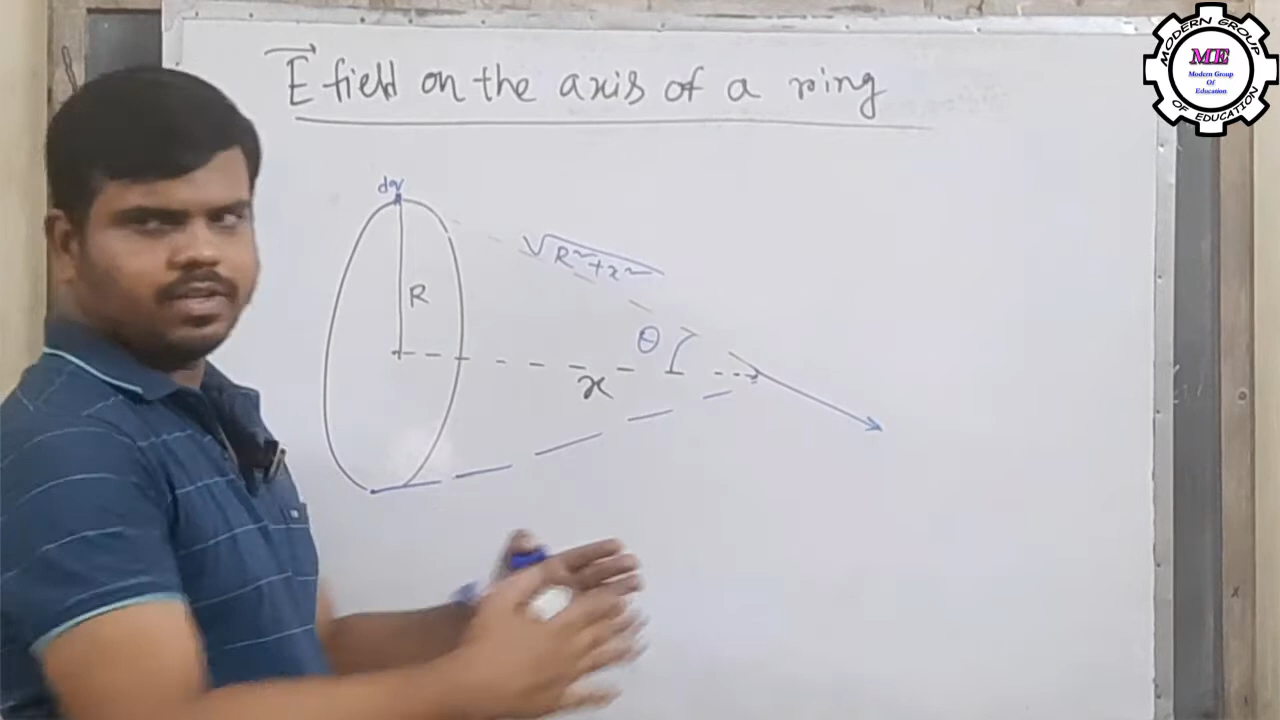 E field on the axis of a ring
dq
√R²+x²
R
θ
x
MODERN GROUP
OF EDUCATION
ME
Modern Group
Of
Education